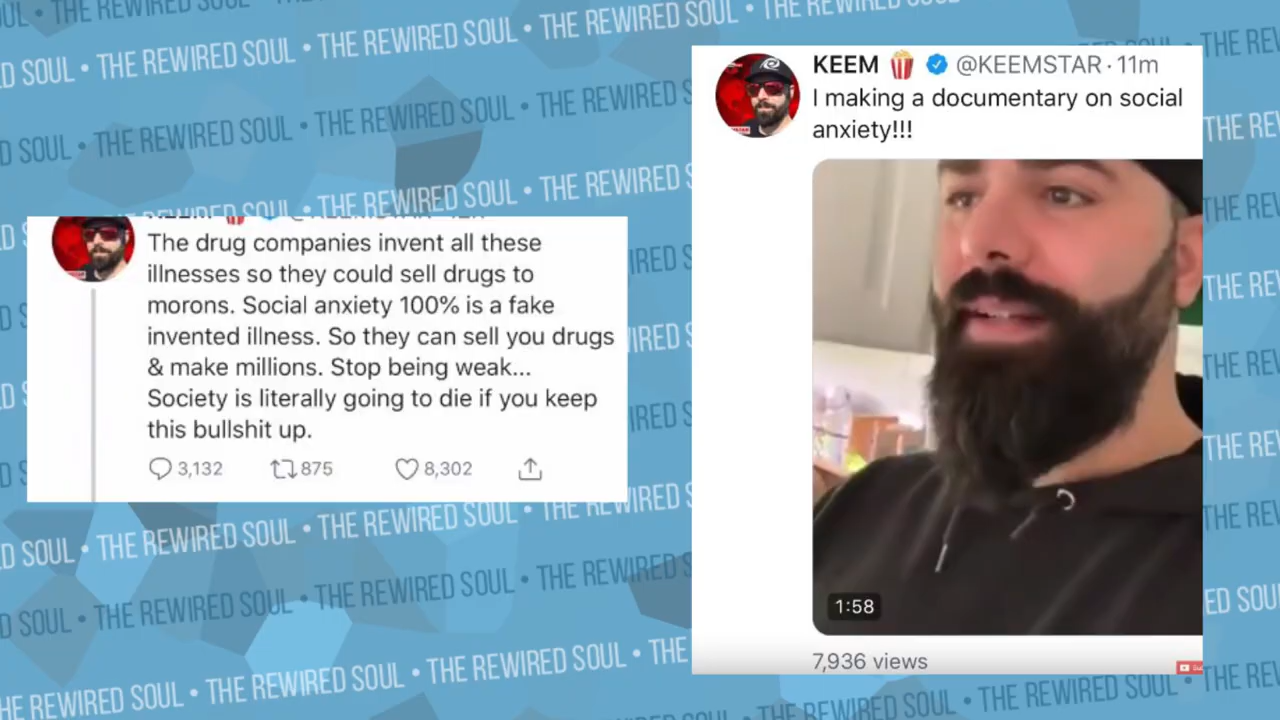 THE REWIRED SOUL • THE REWIRED SOUL • THE REWIRED SOUL
The drug companies invent all these
illnesses so they could sell drugs to
morons. Social anxiety 100% is a fake
invented illness. So they can sell you drugs
& make millions. Stop being weak...
Society is literally going to die if you keep
this bullshit up.
3,132 875 8,302
KEEM @KEEMSTAR · 11m
I making a documentary on social
anxiety!!!
1:58
7,936 views